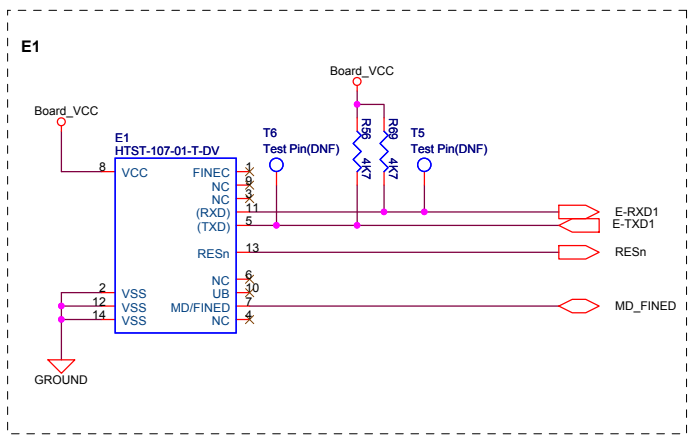 E1
Board_VCC
Board_VCC
E1
HTST-107-01-T-DV
T6
Test Pin(DNF)
R56
4K7
R69
4K7
T5
Test Pin(DNF)
8 VCC FINEC 1
NC 9
NC 3
(RXD) 11 E-RXD1
(TXD) 5 E-TXD1
RESn 13 RESn
NC 6
2 VSS UB 10
12 VSS MD/FINED 7 MD_FINED
14 VSS NC 4
GROUND